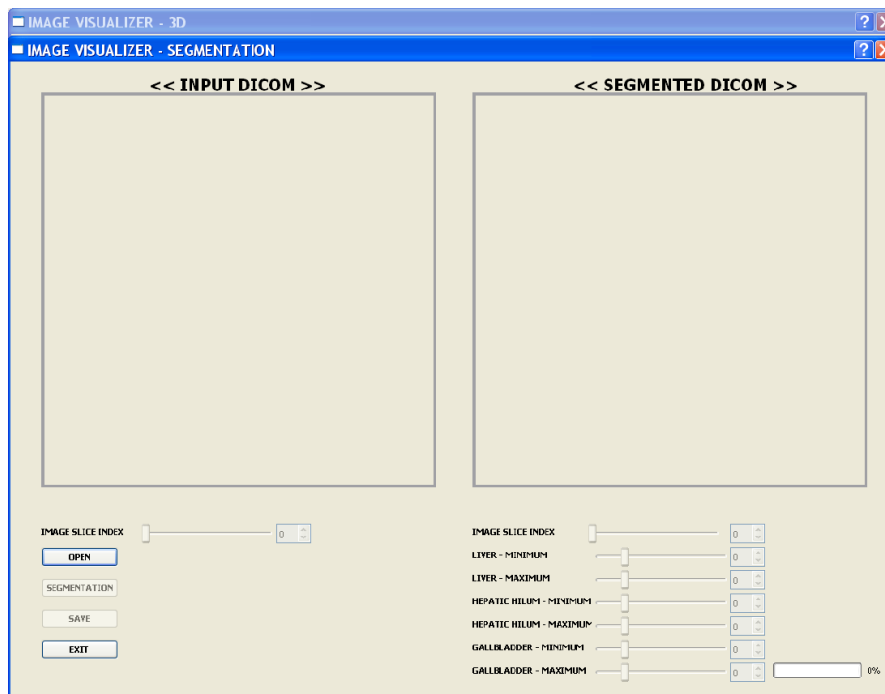 IMAGE VISUALIZER - 3D
IMAGE VISUALIZER - SEGMENTATION
<< INPUT DICOM >>
<< SEGMENTED DICOM >>
IMAGE SLICE INDEX 0
OPEN
SEGMENTATION
SAVE
EXIT
IMAGE SLICE INDEX 0
LIVER - MINIMUM 0
LIVER - MAXIMUM 0
HEPATIC HILUM - MINIMUM 0
HEPATIC HILUM - MAXIMUM 0
GALLBLADDER - MINIMUM 0
GALLBLADDER - MAXIMUM 0 0%